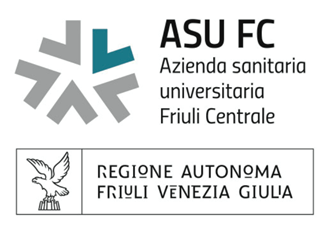 ASU FC
Azienda sanitaria
universitaria
Friuli Centrale
REGIONE AUTONOMA
FRIULI VENEZIA GIULIA